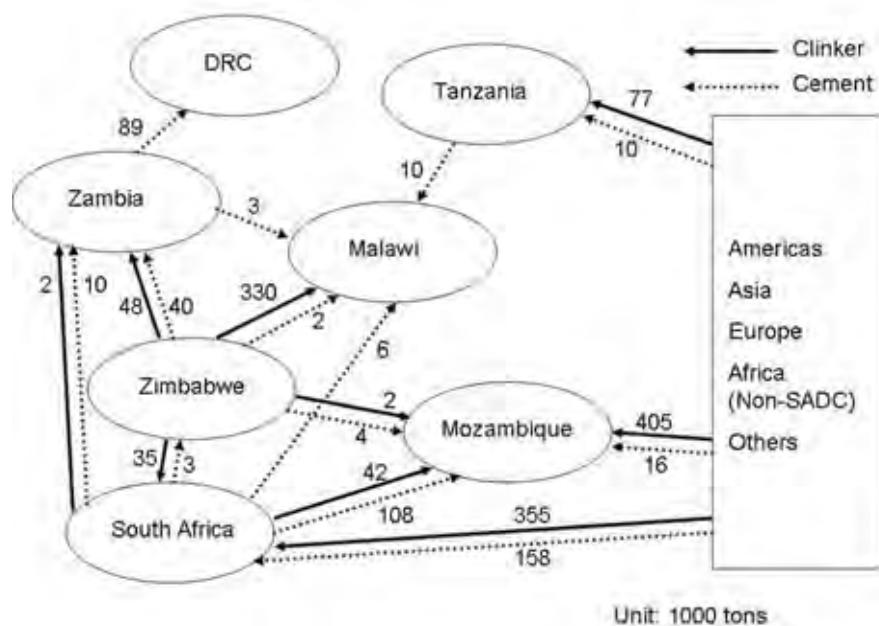 DRC
Clinker
Cement
Tanzania
77
10
89
10
Zambia
3
Malawi
Americas
Asia
Europe
Africa
(Non-SADC)
Others
2
10
48
40
330
2
6
Zimbabwe
2
4
Mozambique
405
16
35
3
42
108
South Africa
355
158
Unit: 1000 tons